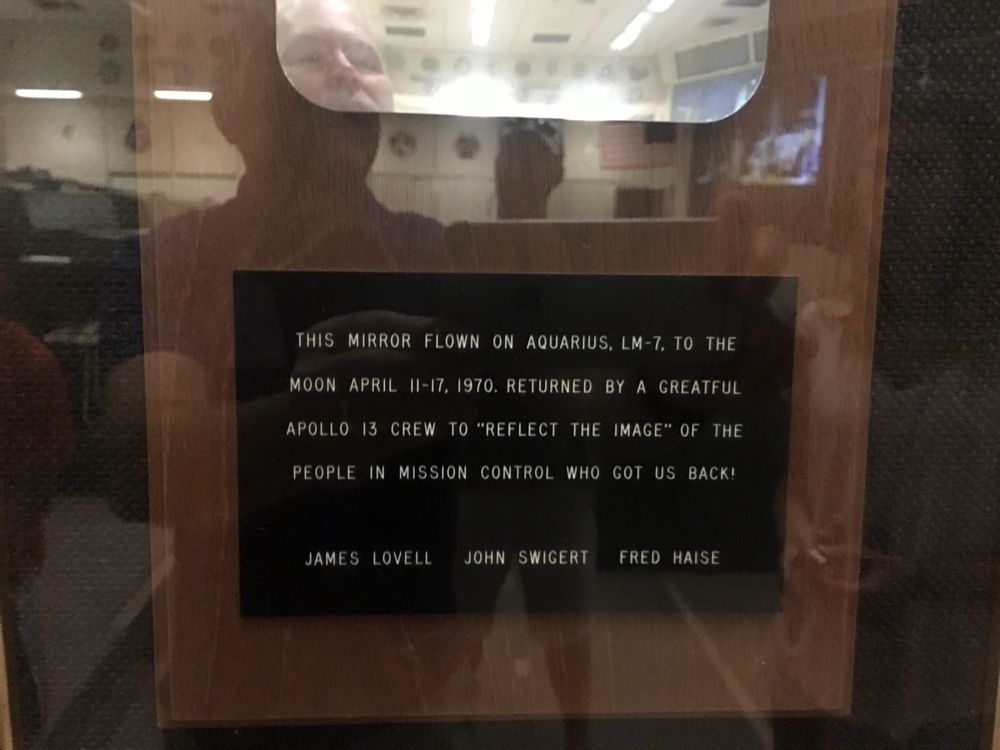 THIS MIRROR FLOWN ON AQUARIUS, LM-7, TO THE
MOON APRIL 11-17, 1970. RETURNED BY A GREATFUL
APOLLO 13 CREW TO "REFLECT THE IMAGE" OF THE
PEOPLE IN MISSION CONTROL WHO GOT US BACK!
JAMES LOVELL JOHN SWIGERT FRED HAISE